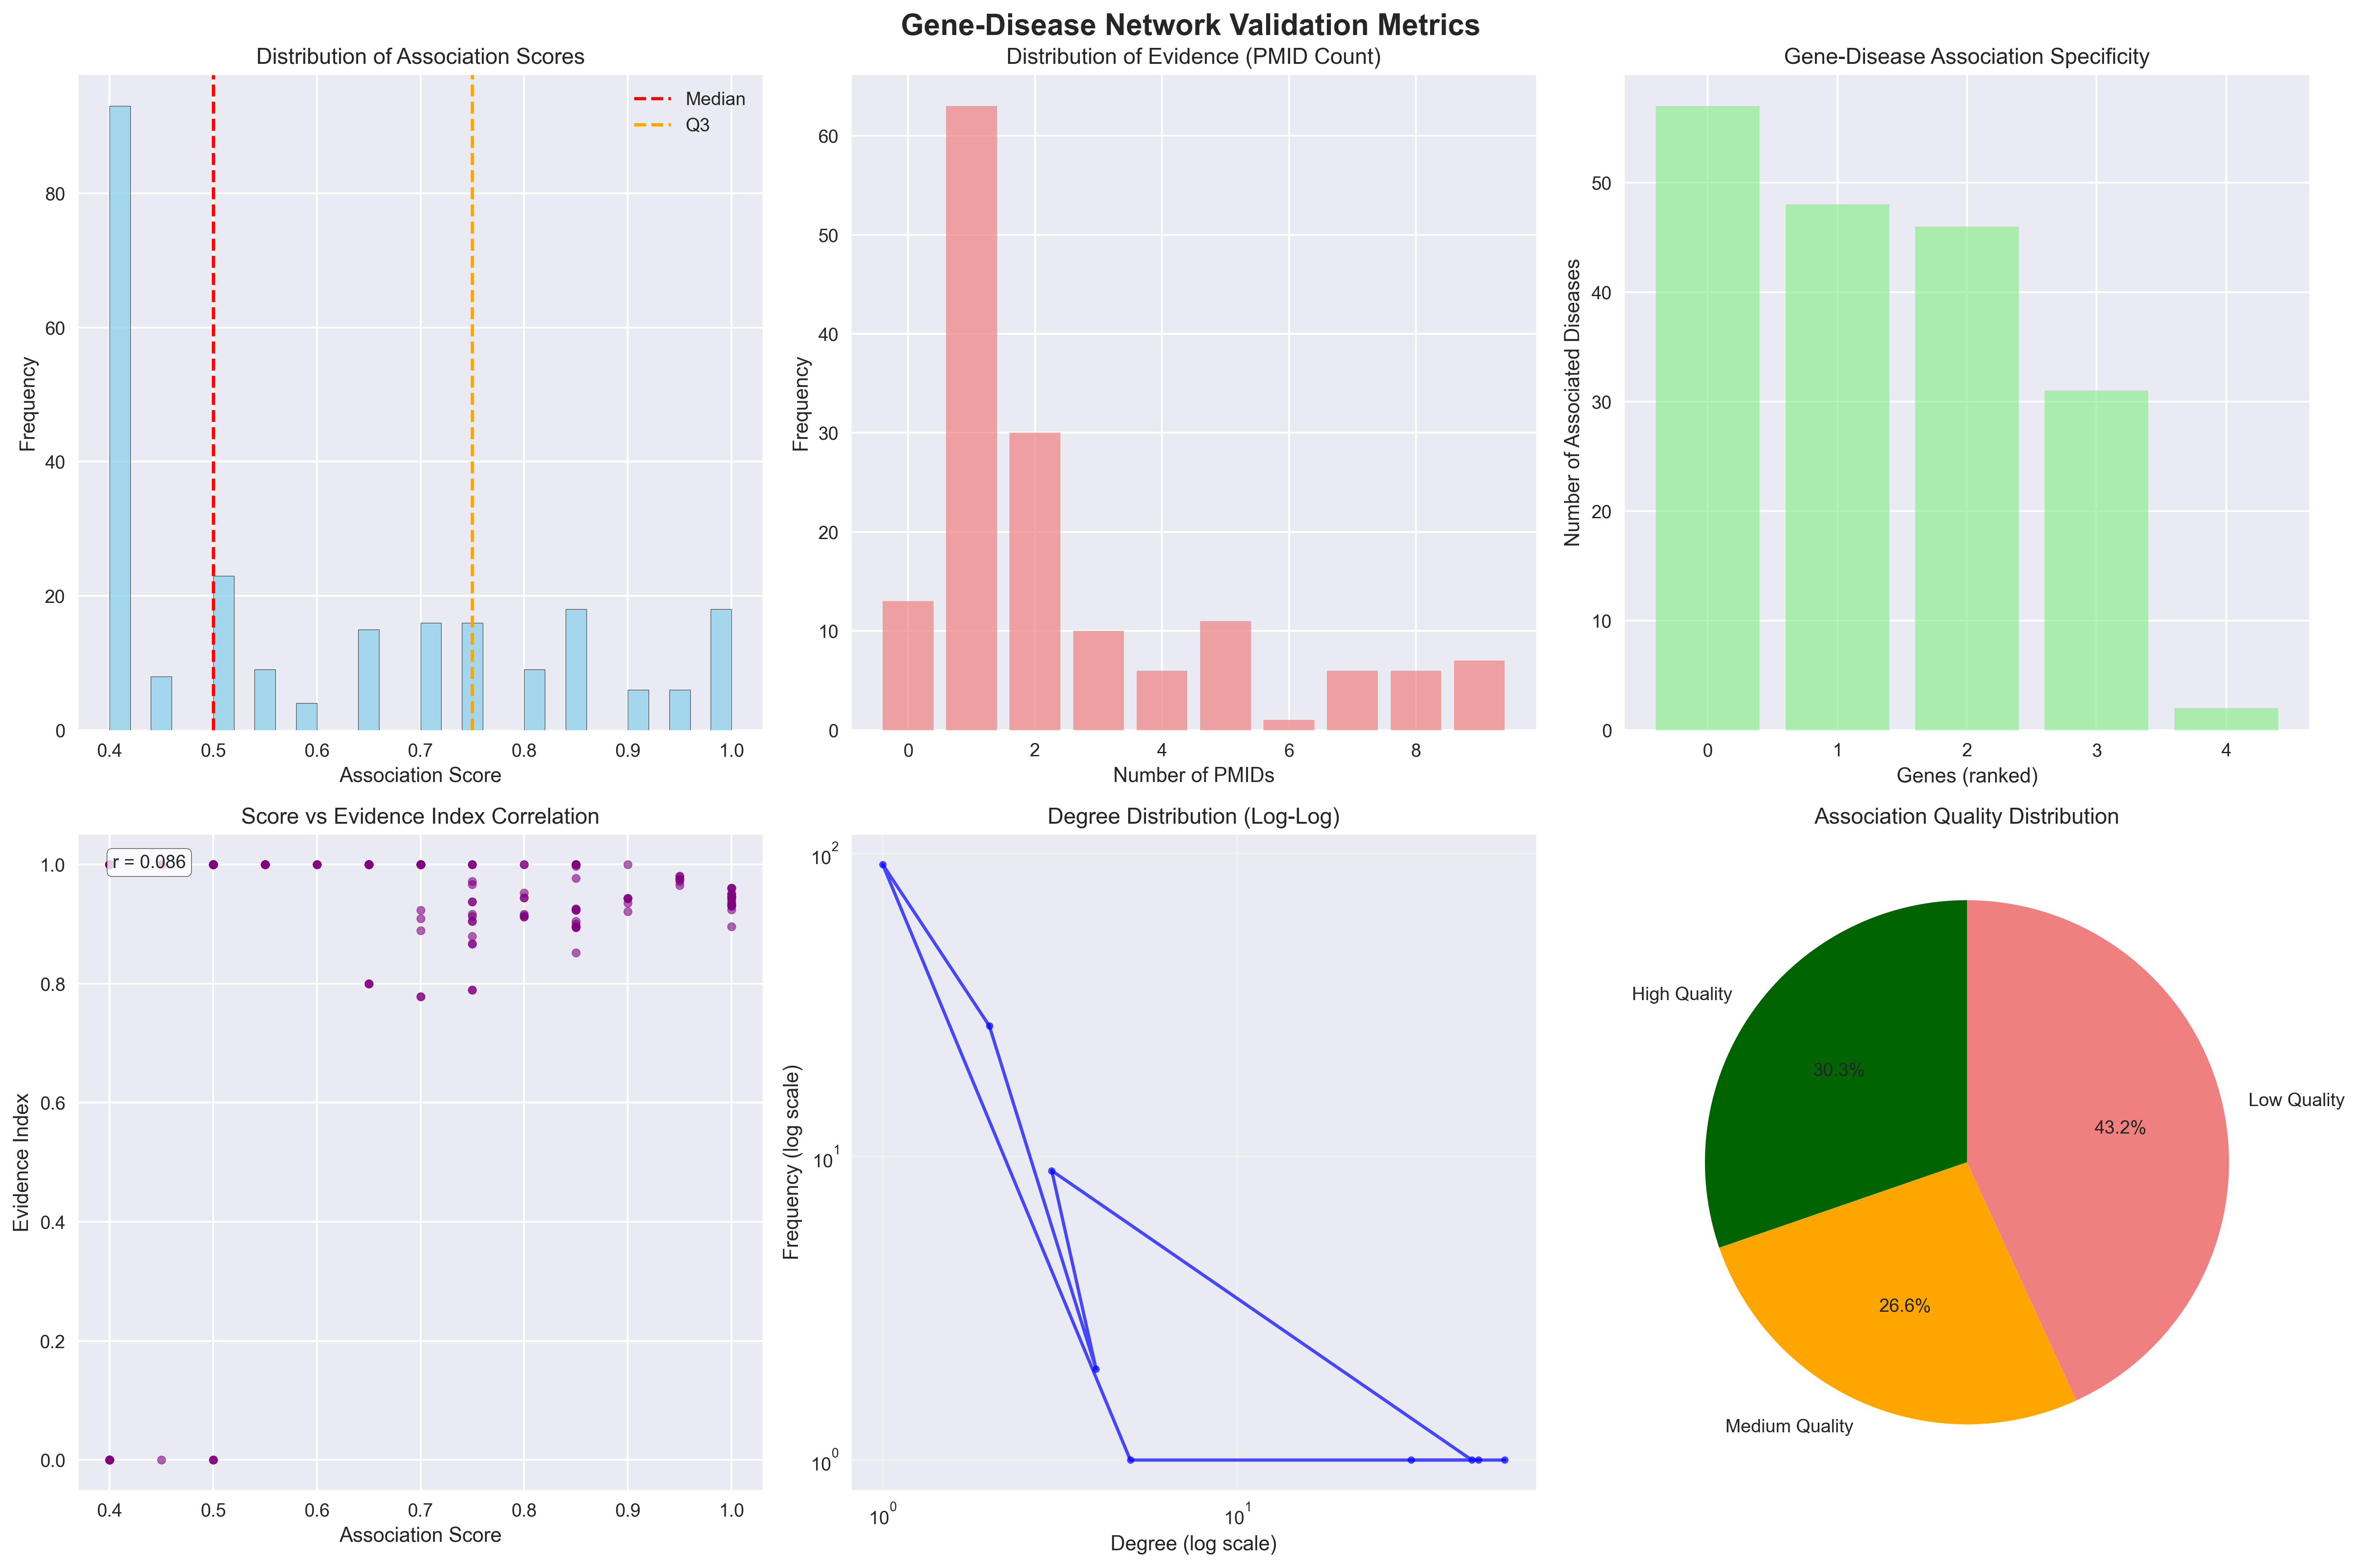 Gene-Disease Network Validation Metrics
Distribution of Association Scores
Frequency
80
60
40
20
0
0.4 0.5 0.6 0.7 0.8 0.9 1.0
Association Score
Median
Q3
Distribution of Evidence (PMID Count)
Frequency
60
50
40
30
20
10
0
0 2 4 6 8
Number of PMIDs
Gene-Disease Association Specificity
Number of Associated Diseases
50
40
30
20
10
0
0 1 2 3 4
Genes (ranked)
Score vs Evidence Index Correlation
r = 0.086
Evidence Index
1.0
0.8
0.6
0.4
0.2
0.0
0.4 0.5 0.6 0.7 0.8 0.9 1.0
Association Score
Degree Distribution (Log-Log)
Frequency (log scale)
10²
10¹
10⁰
10⁰ 10¹
Degree (log scale)
Association Quality Distribution
High Quality
30.3%
Low Quality
43.2%
26.6%
Medium Quality